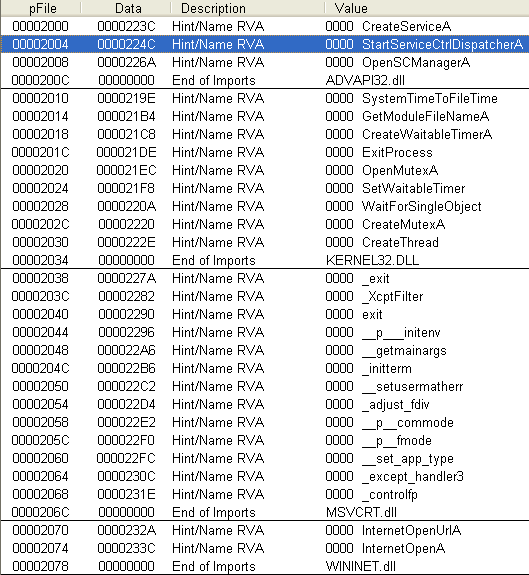 pFile Data Description Value
00002000 0000223C Hint/Name RVA 0000 CreateServiceA
00002004 0000224C Hint/Name RVA 0000 StartServiceCtrlDispatcherA
00002008 0000226A Hint/Name RVA 0000 OpenSCManagerA
0000200C 00000000 End of Imports ADVAPI32.dll
00002010 0000219E Hint/Name RVA 0000 SystemTimeToFileTime
00002014 000021B4 Hint/Name RVA 0000 GetModuleFileNameA
00002018 000021C8 Hint/Name RVA 0000 CreateWaitableTimerA
0000201C 000021DE Hint/Name RVA 0000 ExitProcess
00002020 000021EC Hint/Name RVA 0000 OpenMutexA
00002024 000021F8 Hint/Name RVA 0000 SetWaitableTimer
00002028 0000220A Hint/Name RVA 0000 WaitForSingleObject
0000202C 00002220 Hint/Name RVA 0000 CreateMutexA
00002030 0000222E Hint/Name RVA 0000 CreateThread
00002034 00000000 End of Imports KERNEL32.DLL
00002038 0000227A Hint/Name RVA 0000 _exit
0000203C 00002282 Hint/Name RVA 0000 _XcptFilter
00002040 00002290 Hint/Name RVA 0000 exit
00002044 00002296 Hint/Name RVA 0000 __p___initenv
00002048 000022A6 Hint/Name RVA 0000 __getmainargs
0000204C 000022B6 Hint/Name RVA 0000 _initterm
00002050 000022C2 Hint/Name RVA 0000 __setusermatherr
00002054 000022D4 Hint/Name RVA 0000 _adjust_fdiv
00002058 000022E2 Hint/Name RVA 0000 __p__commode
0000205C 000022F0 Hint/Name RVA 0000 __p__fmode
00002060 000022FC Hint/Name RVA 0000 __set_app_type
00002064 0000230C Hint/Name RVA 0000 _except_handler3
00002068 0000231E Hint/Name RVA 0000 _controlfp
0000206C 00000000 End of Imports MSVCRT.dll
00002070 0000232A Hint/Name RVA 0000 InternetOpenUrlA
00002074 0000233C Hint/Name RVA 0000 InternetOpenA
00002078 00000000 End of Imports WININET.dll